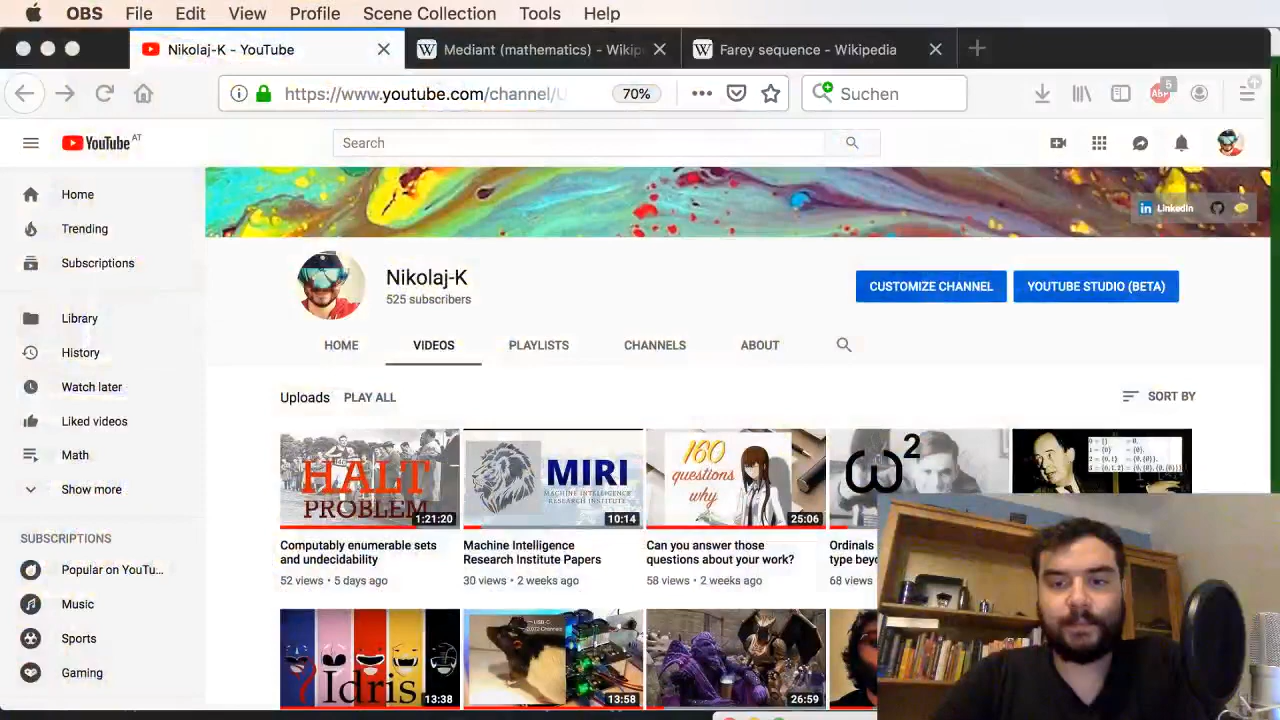 OBS File Edit View Profile Scene Collection Tools Help
Nikolaj-K - YouTube
Mediant (mathematics) - Wikip
Farey sequence - Wikipedia
https://www.youtube.com/channel/U
70%
Suchen
ABP
5
YouTube AT
Search
Home
Trending
Subscriptions
Library
History
Watch later
Liked videos
Math
Show more
SUBSCRIPTIONS
Popular on YouTu...
Music
Sports
Gaming
LinkedIn
Nikolaj-K
525 subscribers
CUSTOMIZE CHANNEL
YOUTUBE STUDIO (BETA)
HOME VIDEOS PLAYLISTS CHANNELS ABOUT
Uploads PLAY ALL
SORT BY
HALT
PROBLEM
1:21:20
Computably enumerable sets
and undecidability
52 views • 5 days ago
MIRI
MACHINE INTELLIGENCE
RESEARCH INSTITUTE
10:14
Machine Intelligence
Research Institute Papers
30 views • 2 weeks ago
160
questions
why
25:06
Can you answer those
questions about your work?
58 views • 2 weeks ago
ω²
Ordinals
type beyo
68 views
Idris
13:38
USB-C
13:58
26:59